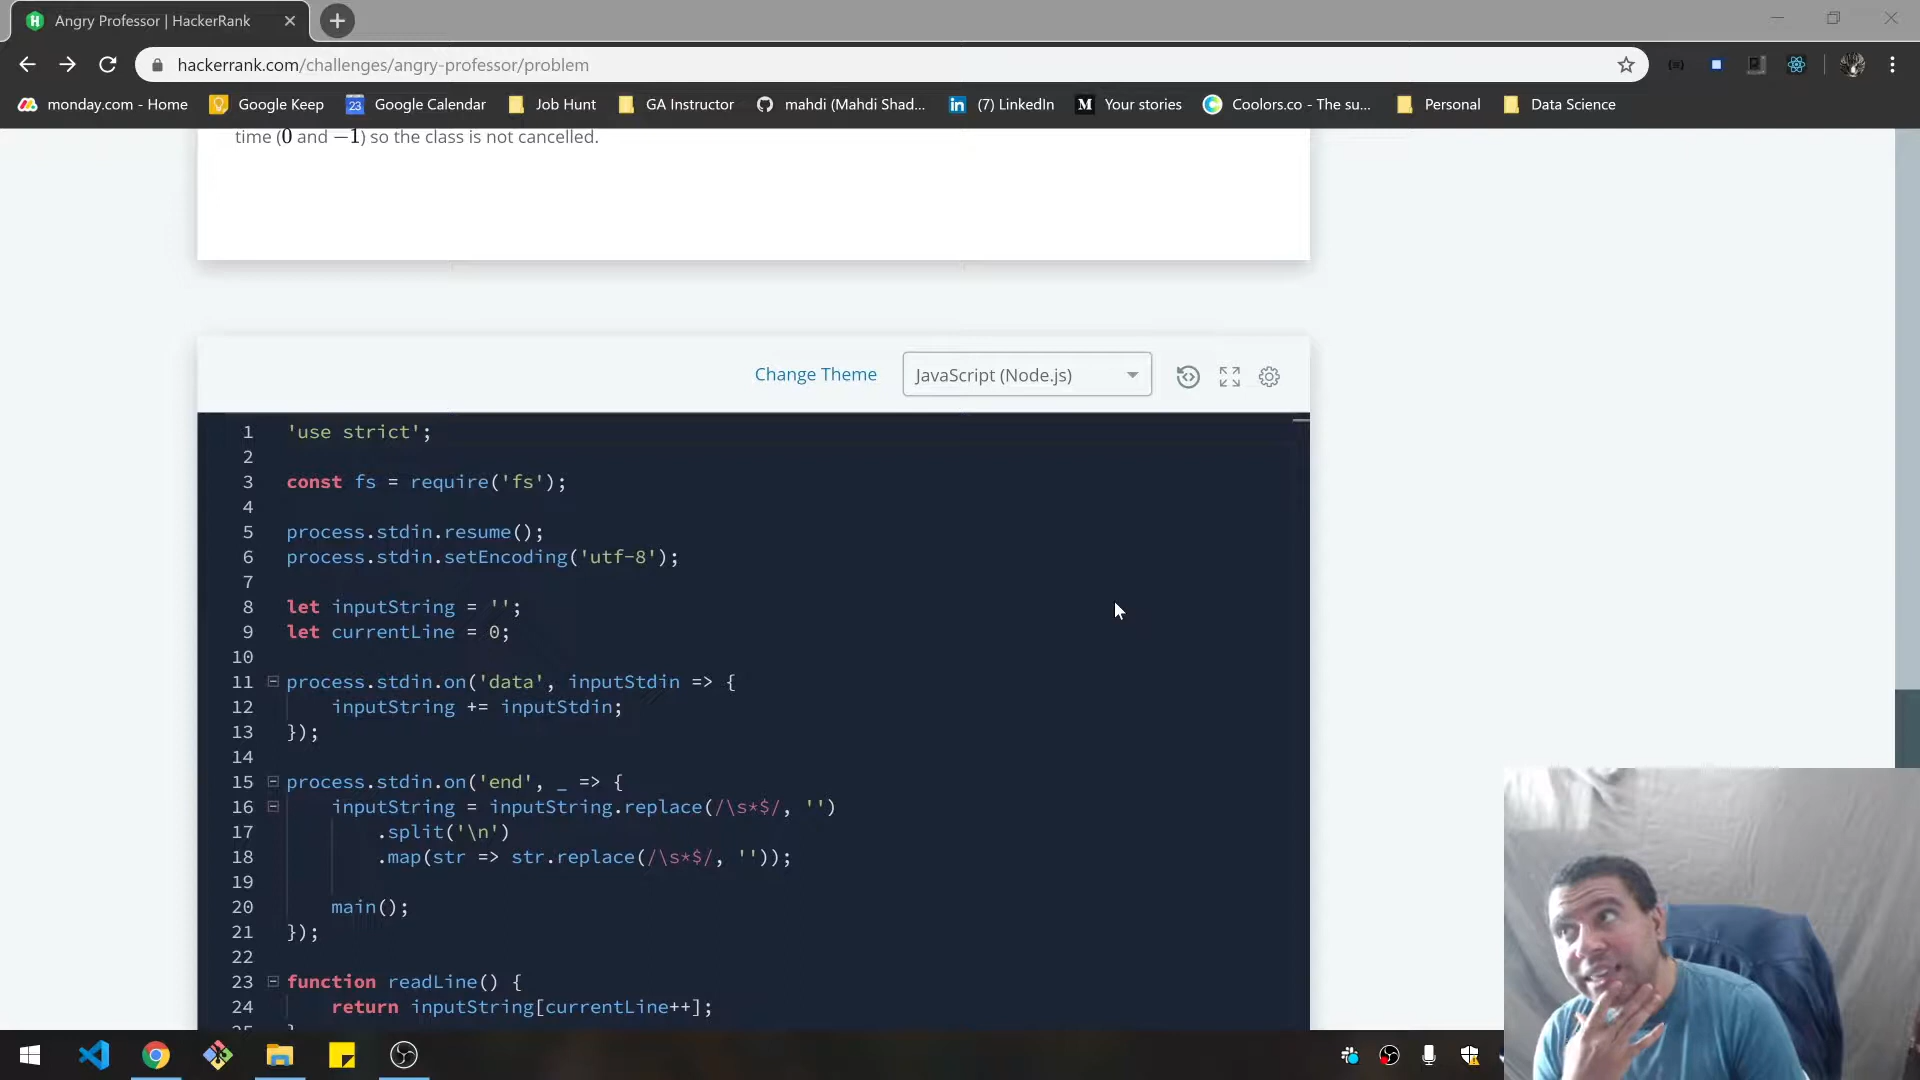 Angry Professor | HackerRank
hackerrank.com/challenges/angry-professor/problem
monday.com - Home Google Keep 23 Google Calendar Job Hunt GA Instructor mahdi (Mahdi Shad... (7) LinkedIn M Your stories Coolors.co - The su... Personal Data Science
time (0 and −1) so the class is not cancelled.
Change Theme JavaScript (Node.js)
1 'use strict';
2
3 const fs = require('fs');
4
5 process.stdin.resume();
6 process.stdin.setEncoding('utf-8');
7
8 let inputString = '';
9 let currentLine = 0;
10
11 process.stdin.on('data', inputStdin => {
12 inputString += inputStdin;
13 });
14
15 process.stdin.on('end', _ => {
16 inputString = inputString.replace(/\s*$/, '')
17 .split('\n')
18 .map(str => str.replace(/\s*$/, ''));
19
20 main();
21 });
22
23 function readLine() {
24 return inputString[currentLine++];